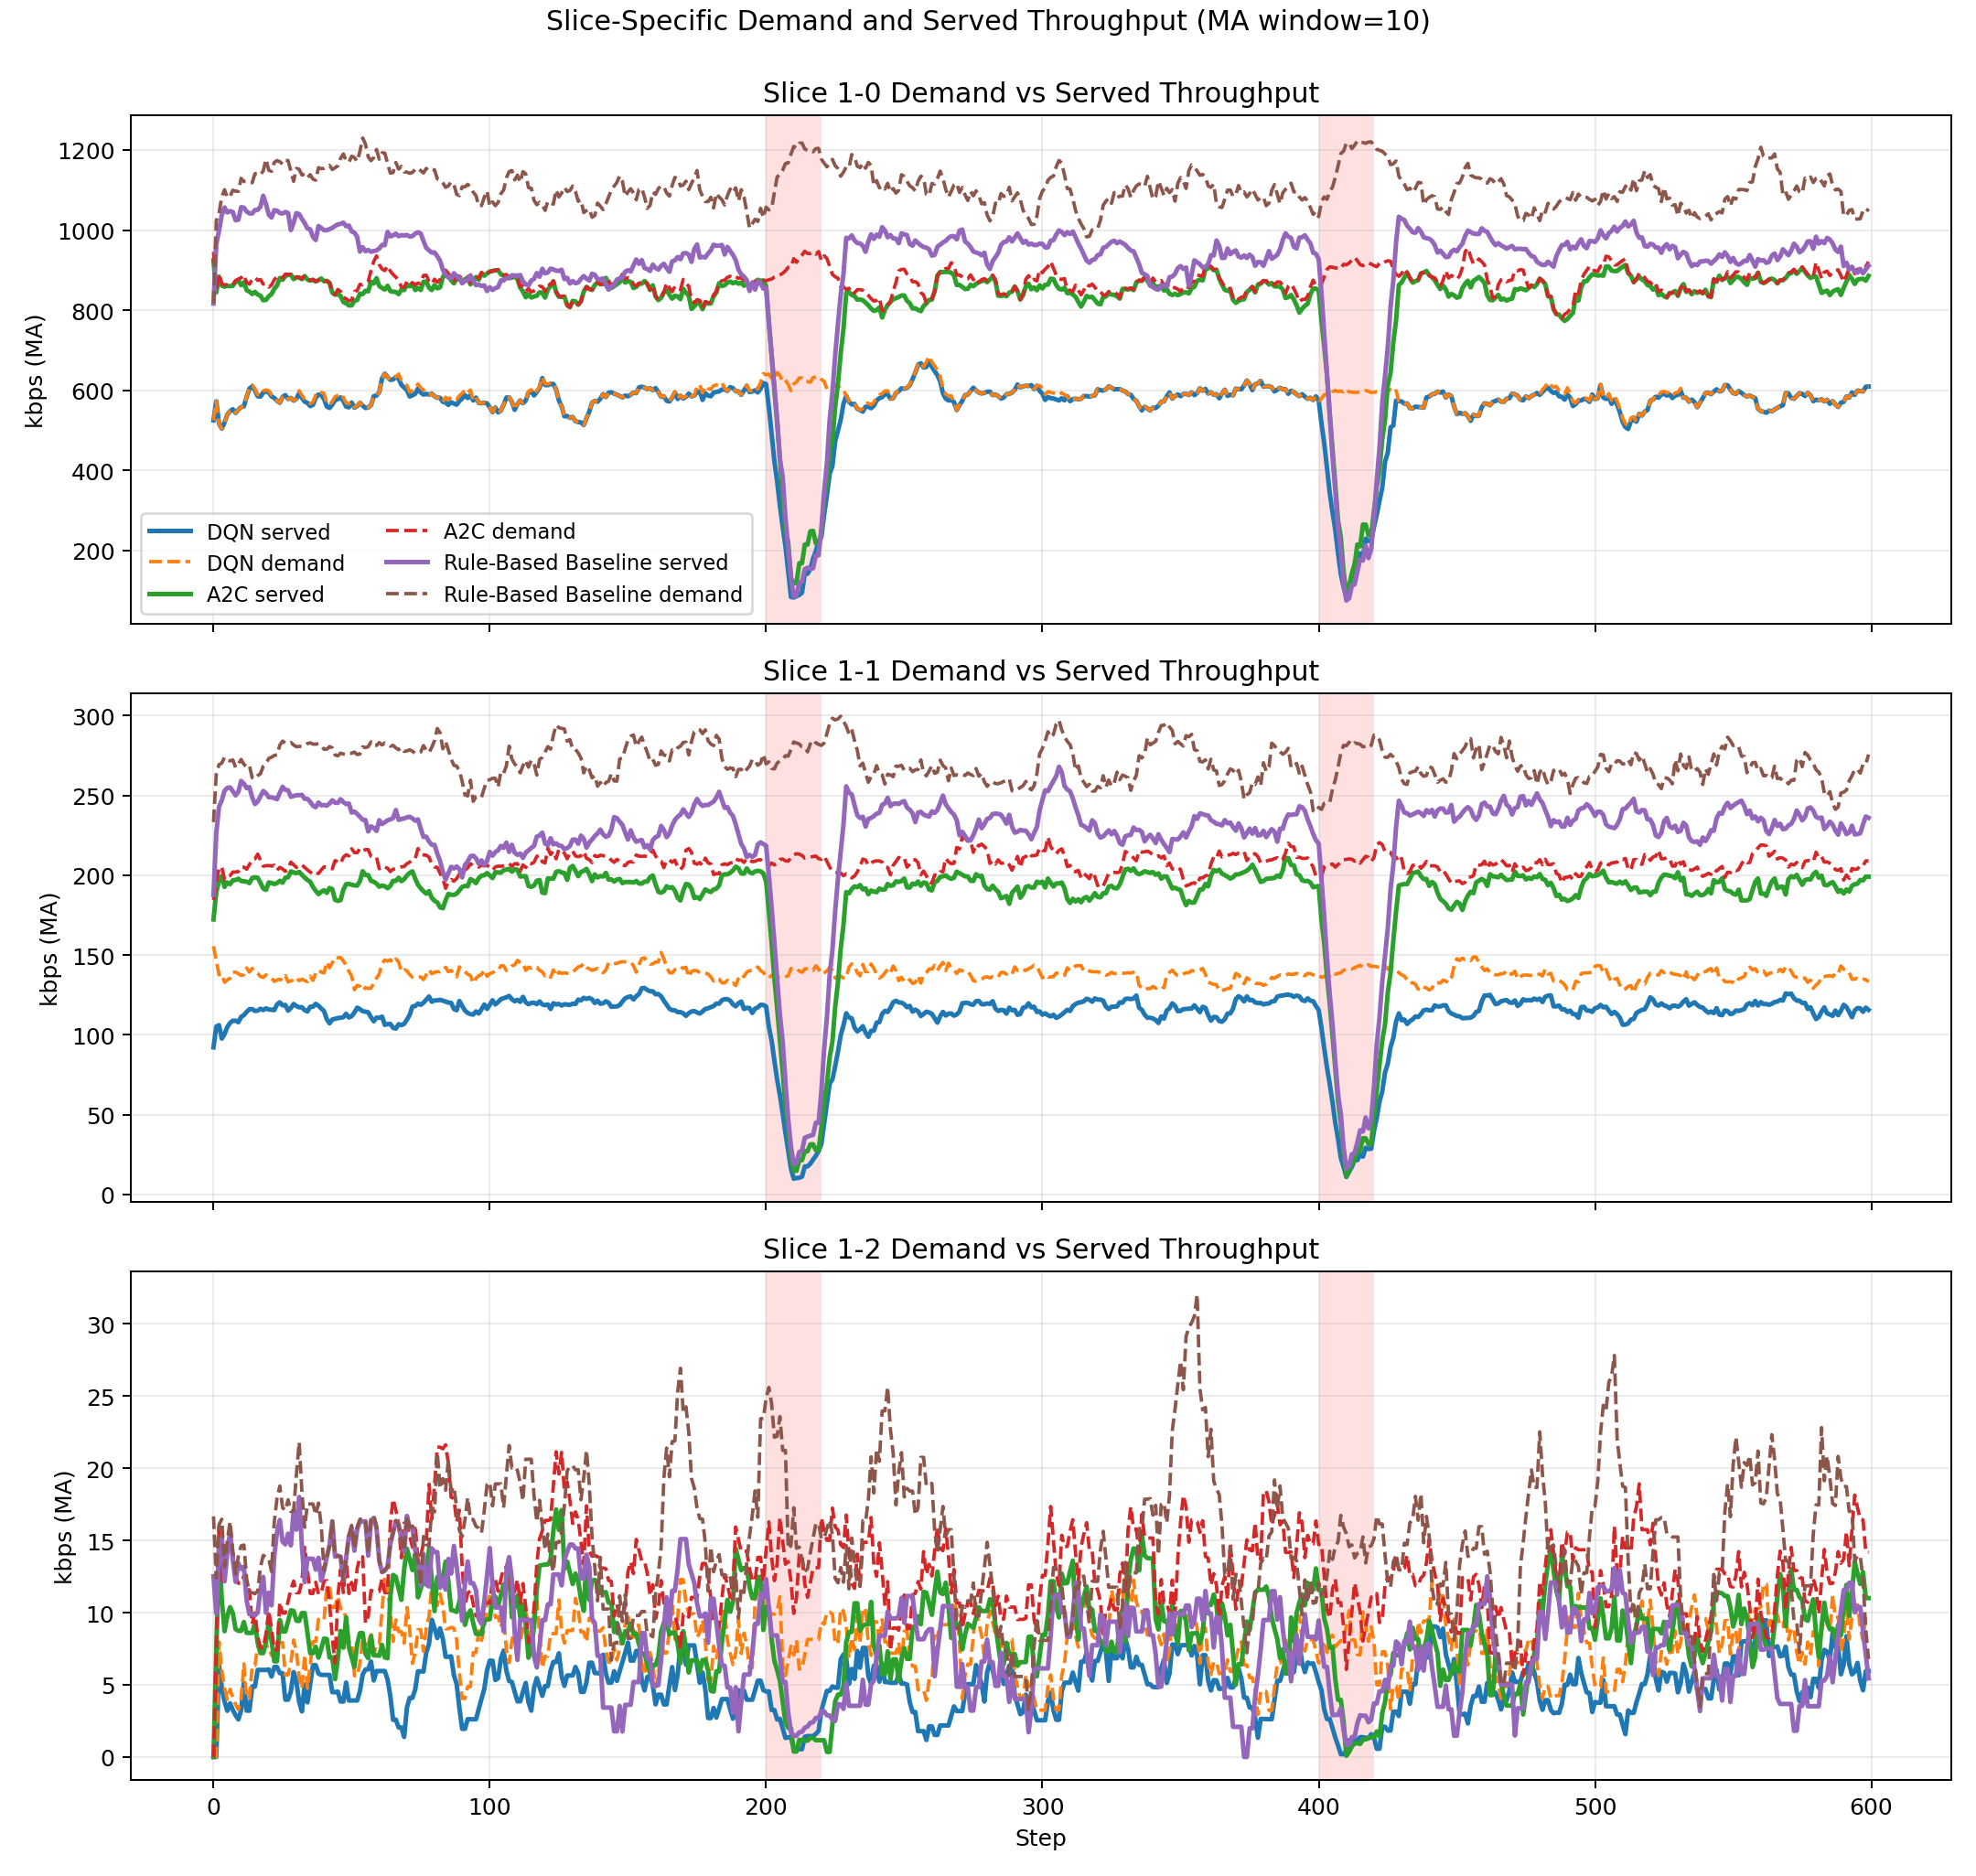 Slice-Specific Demand and Served Throughput (MA window=10)
Slice 1-0 Demand vs Served Throughput
1200
1000
800
600
400
200
kbps (MA)
DQN served
DQN demand
A2C served
A2C demand
Rule-Based Baseline served
Rule-Based Baseline demand
Slice 1-1 Demand vs Served Throughput
300
250
200
150
100
50
0
kbps (MA)
Slice 1-2 Demand vs Served Throughput
30
25
20
15
10
5
0
kbps (MA)
0 100 200 300 400 500 600
Step